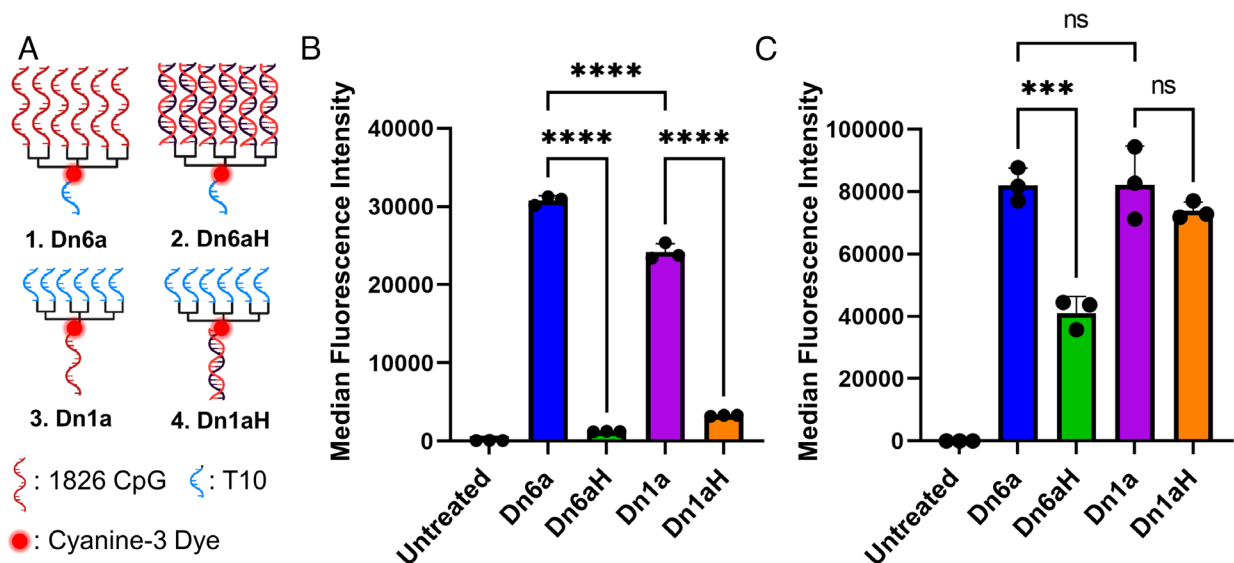 A
1. Dn6a
2. Dn6aH
3. Dn1a
4. Dn1aH
: 1826 CpG
: T10
: Cyanine-3 Dye
B
Median Fluorescence Intensity
40000
30000
20000
10000
0
****
****
****
Untreated
Dn6a
Dn6aH
Dn1a
Dn1aH
C
Median Fluorescence Intensity
100000
80000
60000
40000
20000
0
ns
***
ns
Untreated
Dn6a
Dn6aH
Dn1a
Dn1aH